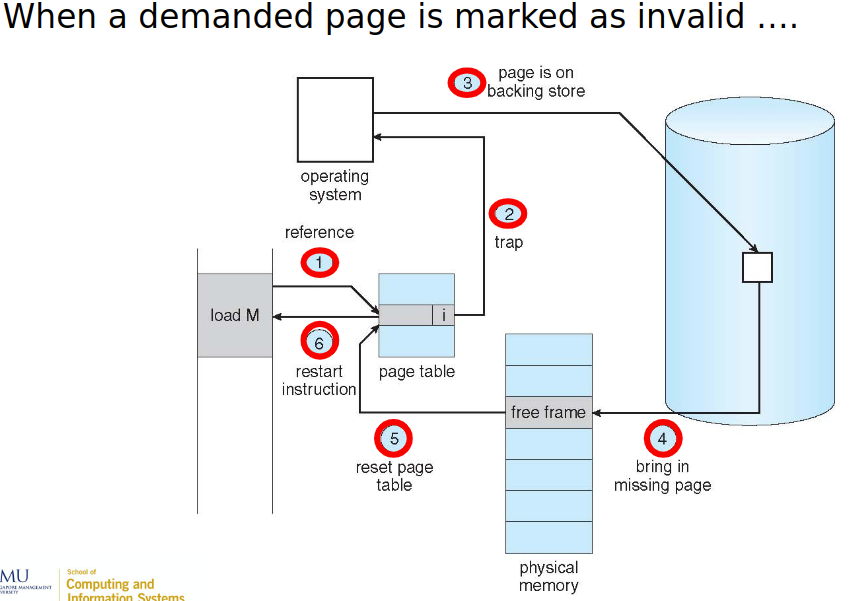 When a demanded page is marked as invalid ....
3
page is on
backing store
operating
system
2
trap
reference
1
load M
i
6
restart
instruction
page table
free frame
5
reset page
table
4
bring in
missing page
physical
memory
MU
School of
Computing and
Information Systems